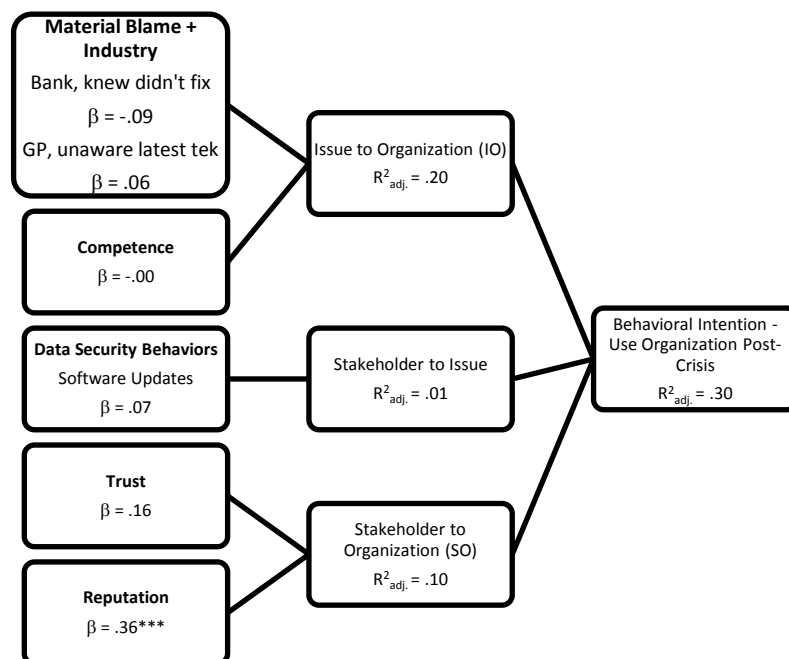 Material Blame +
Industry
Bank, knew didn't fix
β = -.09
GP, unaware latest tek
β = .06
Competence
β = -.00
Data Security Behaviors
Software Updates
β = .07
Trust
β = .16
Reputation
β = .36***
Issue to Organization (IO)
R²adj. = .20
Stakeholder to Issue
R²adj. = .01
Stakeholder to
Organization (SO)
R²adj. = .10
Behavioral Intention -
Use Organization Post-
Crisis
R²adj. = .30